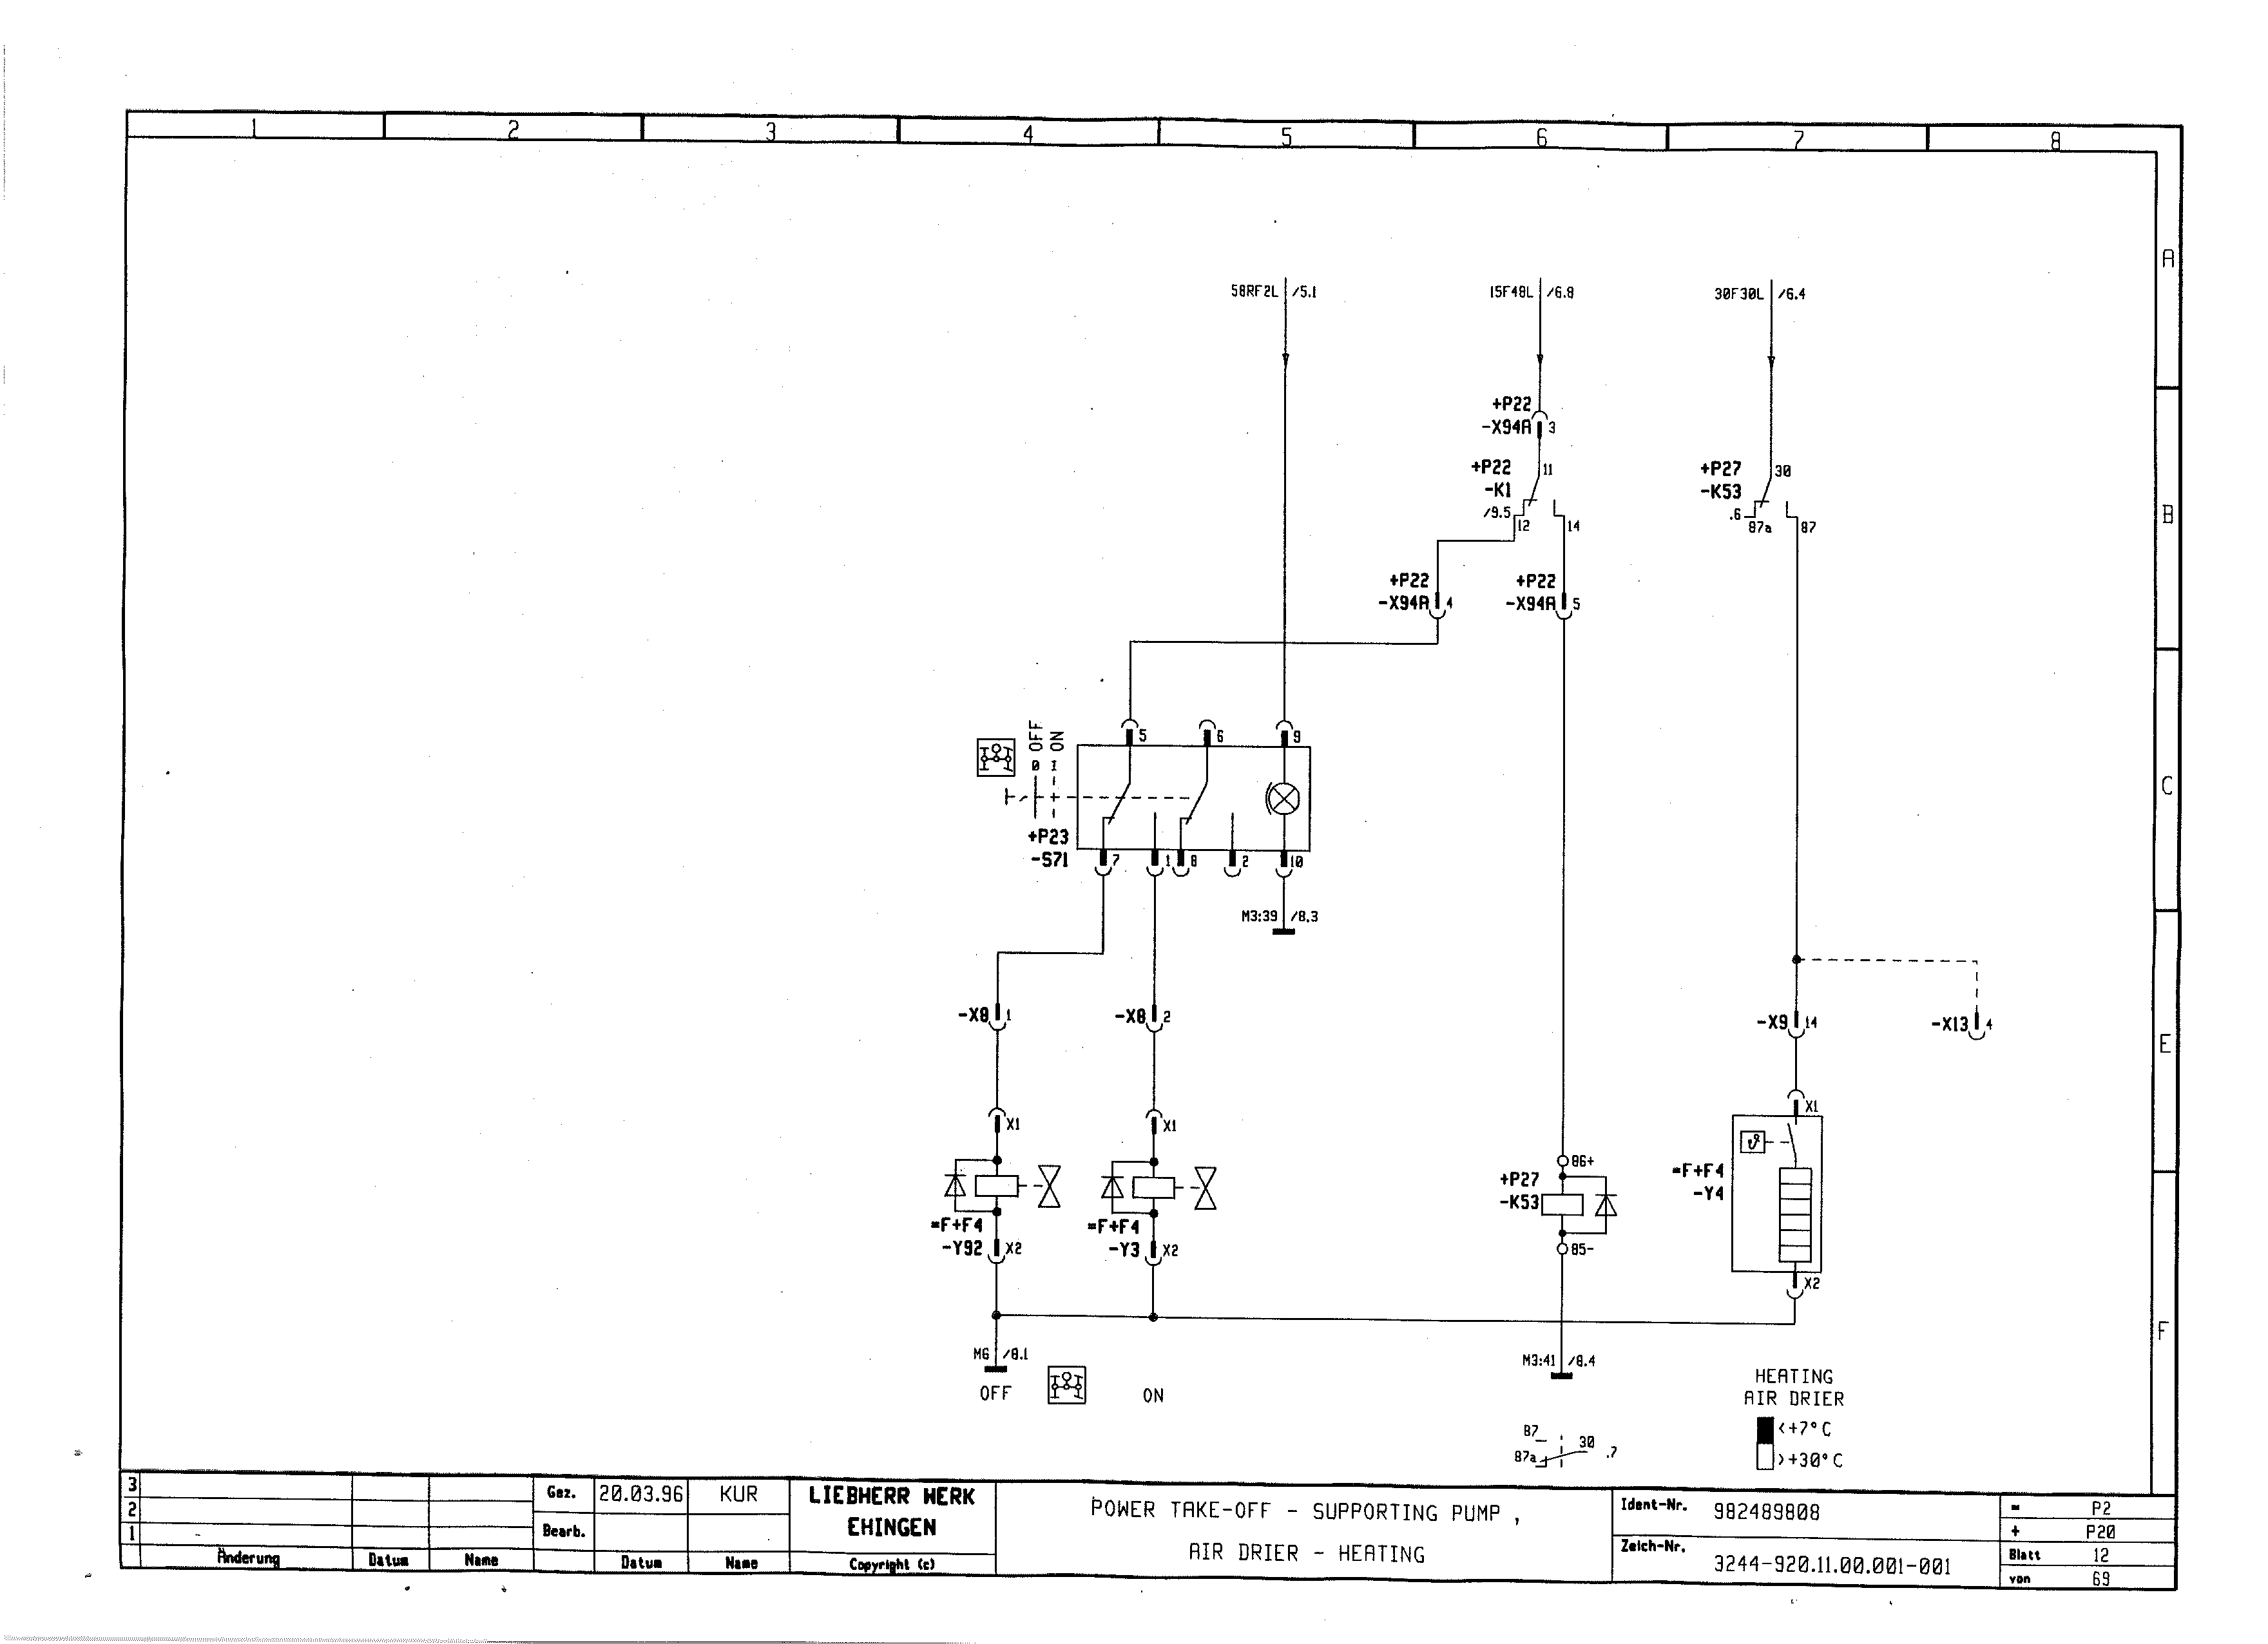 1 2 3 4 5 6 7 8
A
58RF2L /5.1
15F48L /6.8
30F30L /6.4
+P22
-X94A 3
+P22 11
-K1
/9.5 12 14
+P27 30
-K53
.6 87a 87
B
+P22
-X94A 4
+P22
-X94A 5
OFF
ON
0 I
5 6 9
C
+P23
-S71
7 1 8 2 10
M3:39 /8.3
-X8 1
-X8 2
-X9 14
-X13 4
E
X1
X1
X1
=F+F4
-Y92 X2
=F+F4
-Y3 X2
86+
+P27
-K53
85-
ϑ
=F+F4
-Y4
X2
F
M6 /8.1
OFF
ON
M3:41 /8.4
HEATING
AIR DRIER
<+7°C
>+30°C
87 30
87a .7
3
2
1
Änderung Datum Name
Gez. 20.03.96 KUR
Bearb.
Datum Name
LIEBHERR WERK
EHINGEN
Copyright (c)
POWER TAKE-OFF - SUPPORTING PUMP ,
AIR DRIER - HEATING
Ident-Nr. 982489808
Zeich-Nr. 3244-920.11.00.001-001
= P2
+ P20
Blatt 12
von 69